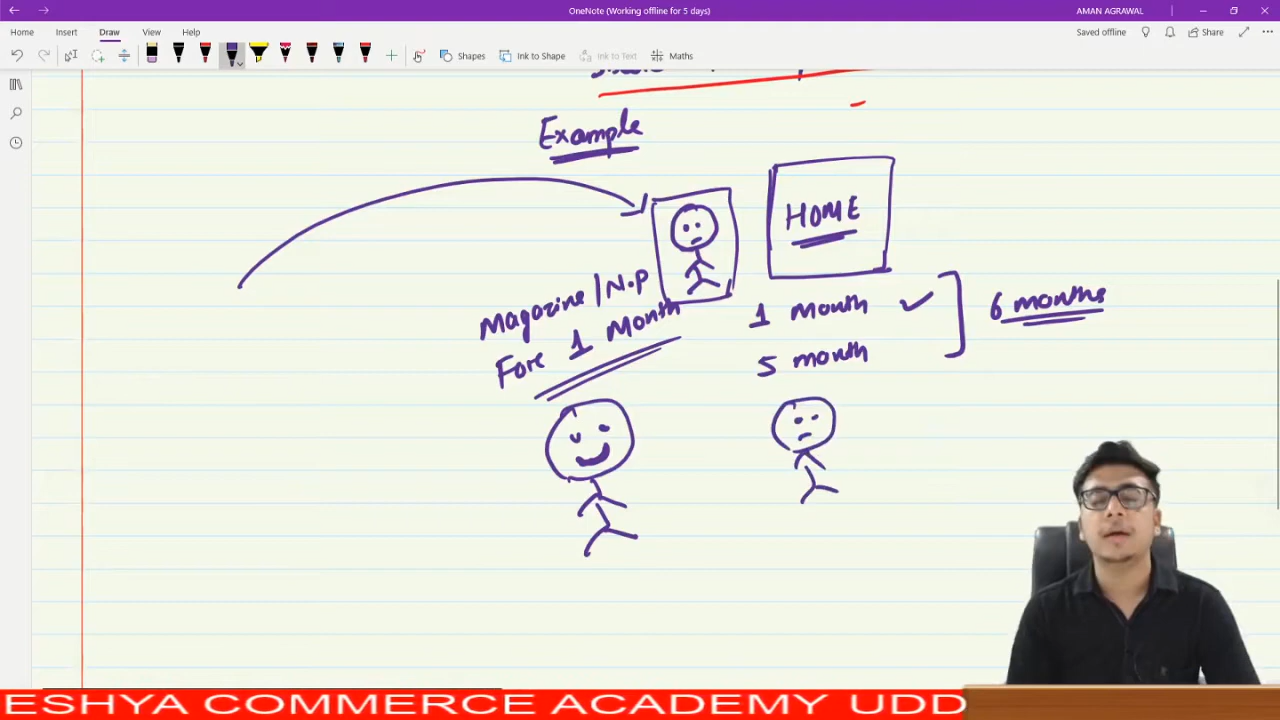 OneNote (Working offline for 5 days)
AMAN AGRAWAL
Home Insert Draw View Help
Saved offline
Share
Shapes
Ink to Shape
Ink to Text
Maths
Example
HOME
Magazine / N.P
Fore 1 Month
1 month
5 month
6 months
ESHYA COMMERCE ACADEMY UDD